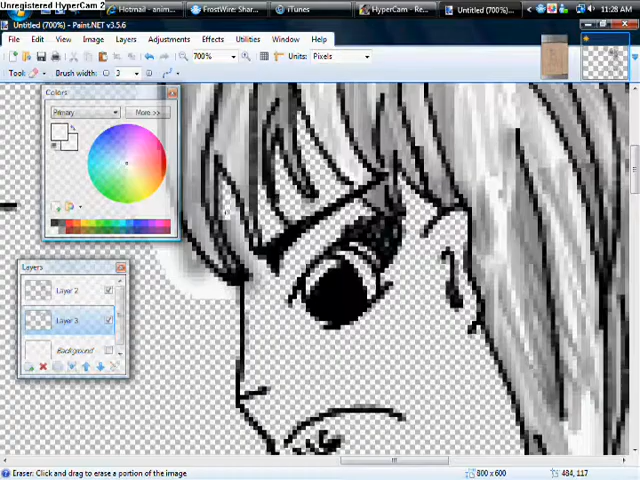 Unregistered HyperCam 2
Hotmail - anim...
FrostWire: Shar...
iTunes
HyperCam - Re...
Untitled (700%)...
11:28 AM
Untitled (700%) - Paint.NET v3.5.6
File Edit View Image Layers Adjustments Effects Utilities Window Help
700% Units: Pixels
Tool: Brush width: 3
Colors
Primary More >>
Layers
Layer 2
Layer 3
Background
Eraser: Click and drag to erase a portion of the image.
800 x 600
484, 117